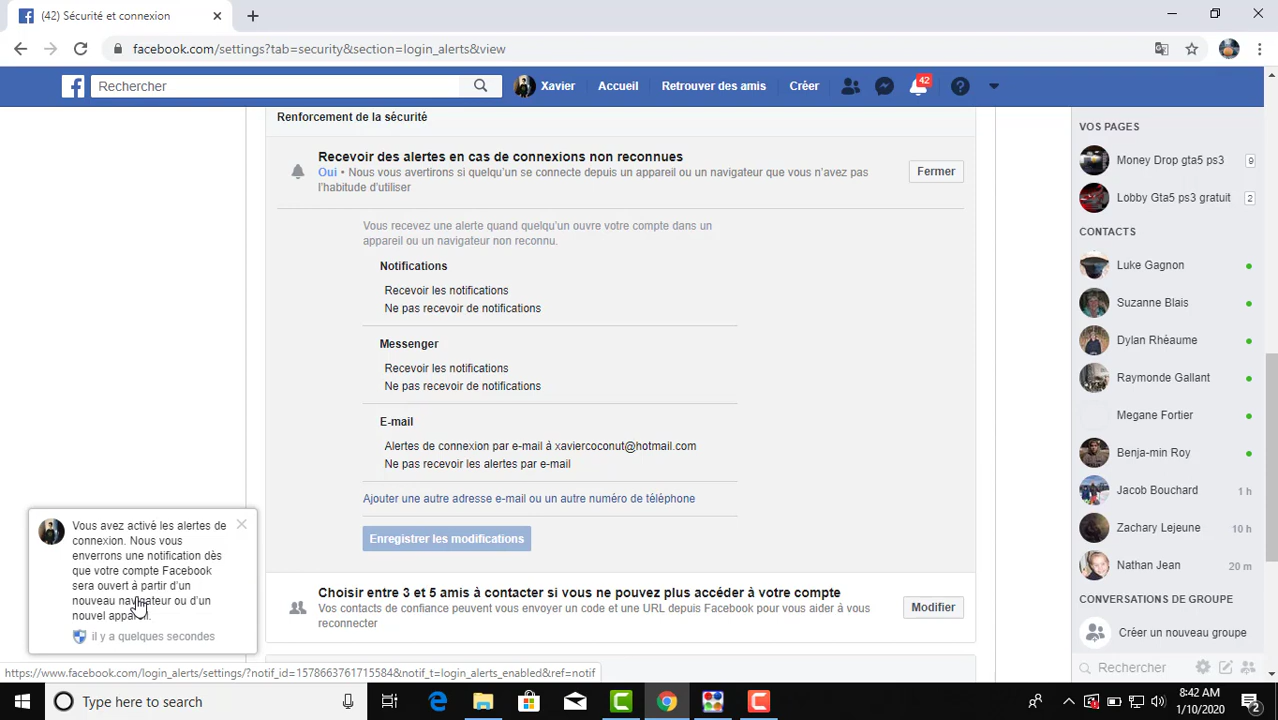 (42) Sécurité et connexion
facebook.com/settings?tab=security&section=login_alerts&view
Rechercher
Xavier
Accueil
Retrouver des amis
Créer
42
Renforcement de la sécurité
Recevoir des alertes en cas de connexions non reconnues
Oui • Nous vous avertirons si quelqu'un se connecte depuis un appareil ou un navigateur que vous n'avez pas
l'habitude d'utiliser
Fermer
Vous recevez une alerte quand quelqu'un ouvre votre compte dans un
appareil ou un navigateur non reconnu.
Notifications
Recevoir les notifications
Ne pas recevoir de notifications
Messenger
Recevoir les notifications
Ne pas recevoir de notifications
E-mail
Alertes de connexion par e-mail à xaviercoconut@hotmail.com
Ne pas recevoir les alertes par e-mail
Ajouter une autre adresse e-mail ou un autre numéro de téléphone
Enregistrer les modifications
Choisir entre 3 et 5 amis à contacter si vous ne pouvez plus accéder à votre compte
Vos contacts de confiance peuvent vous envoyer un code et une URL depuis Facebook pour vous aider à vous
reconnecter
Modifier
VOS PAGES
Money Drop gta5 ps3 9
Lobby Gta5 ps3 gratuit 2
CONTACTS
Luke Gagnon
Suzanne Blais
Dylan Rhéaume
Raymonde Gallant
Megane Fortier
Benja-min Roy
Jacob Bouchard 1 h
Zachary Lejeune 10 h
Nathan Jean 20 m
CONVERSATIONS DE GROUPE
Créer un nouveau groupe
Rechercher
Vous avez activé les alertes de
connexion. Nous vous
enverrons une notification dès
que votre compte Facebook
sera ouvert à partir d'un
nouveau navigateur ou d'un
nouvel appareil.
il y a quelques secondes
https://www.facebook.com/login_alerts/settings/?notif_id=1578663761715584&notif_t=login_alerts_enabled&ref=notif
Type here to search
8:42 AM
1/10/2020
2